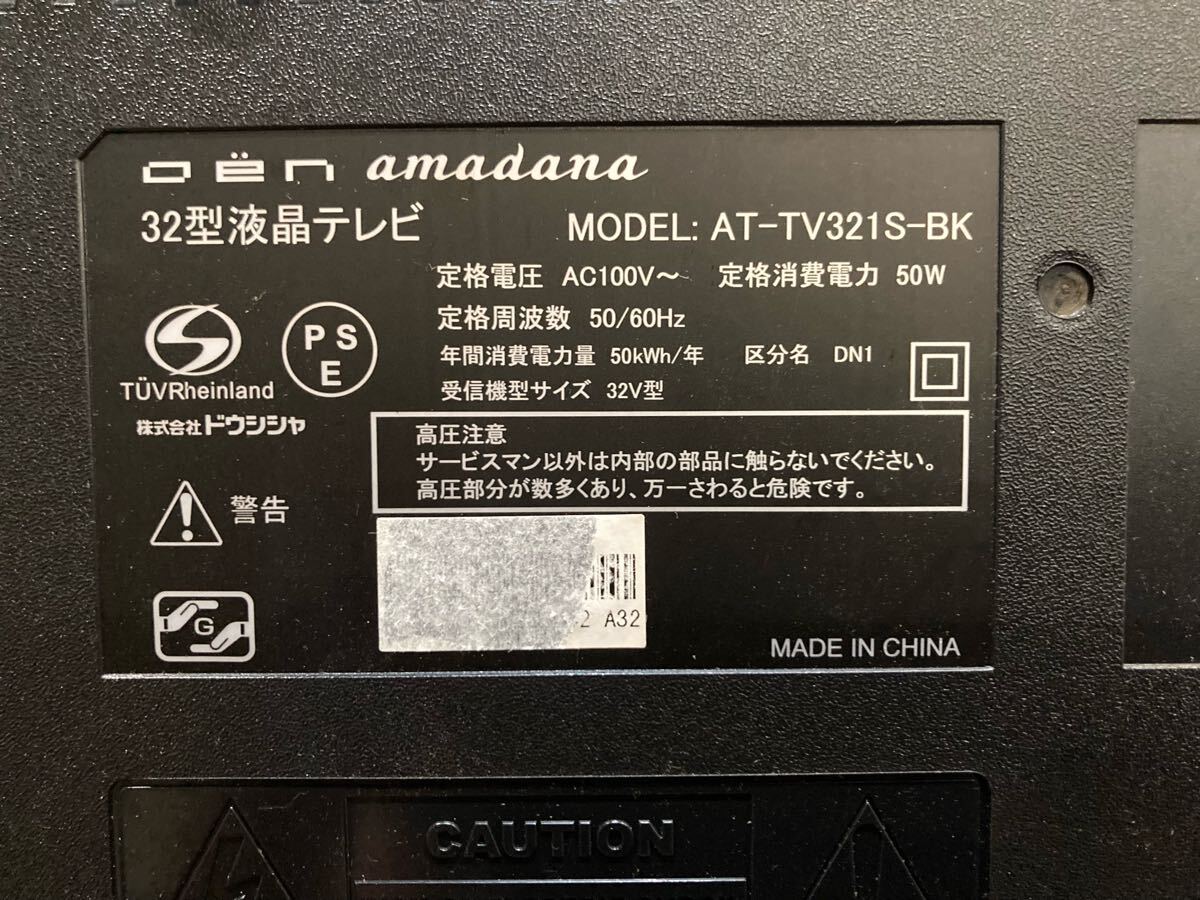 oën amadana
32型液晶テレビ MODEL: AT-TV321S-BK
定格電圧 AC100V～ 定格消費電力 50W
定格周波数 50/60Hz
年間消費電力量 50kWh/年 区分名 DN1
受信機型サイズ 32V型
PS
E
TÜVRheinland
株式会社ドウシシャ
高圧注意
サービスマン以外は内部の部品に触らないでください。
高圧部分が数多くあり、万一さわると危険です。
警告
G
2 A32
MADE IN CHINA
CAUTION